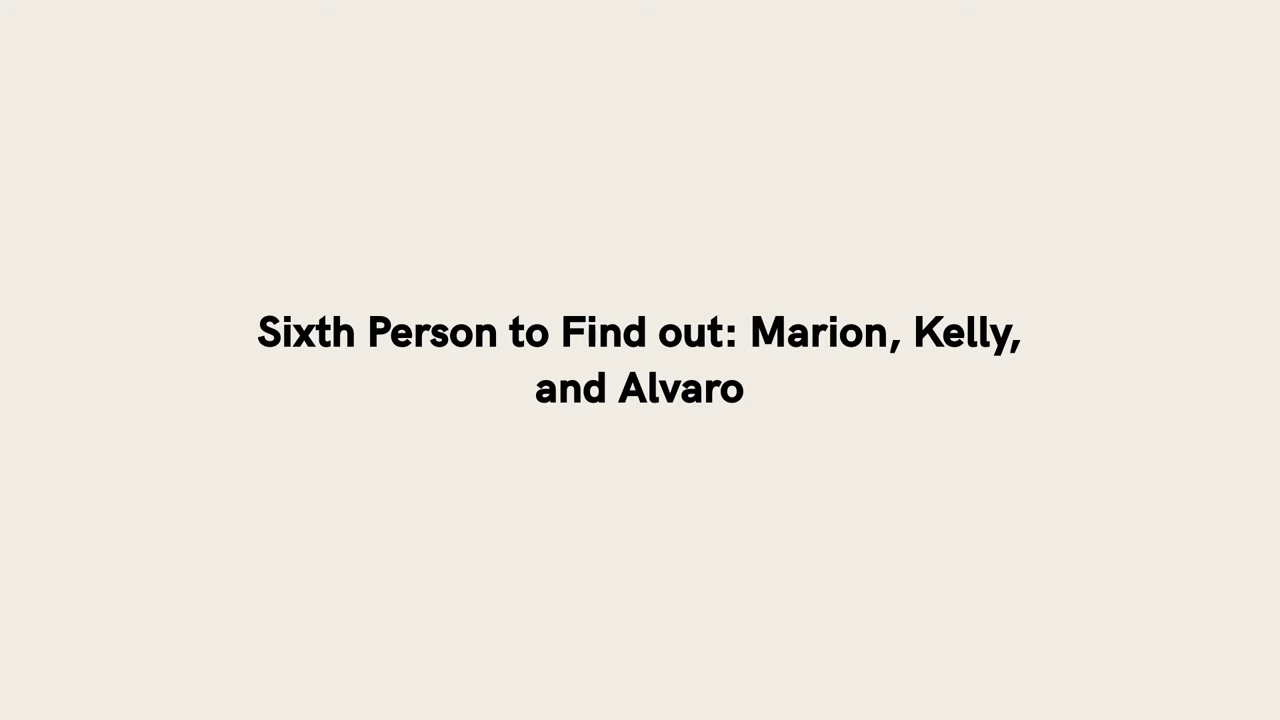 Sixth Person to Find out: Marion, Kelly,
and Alvaro